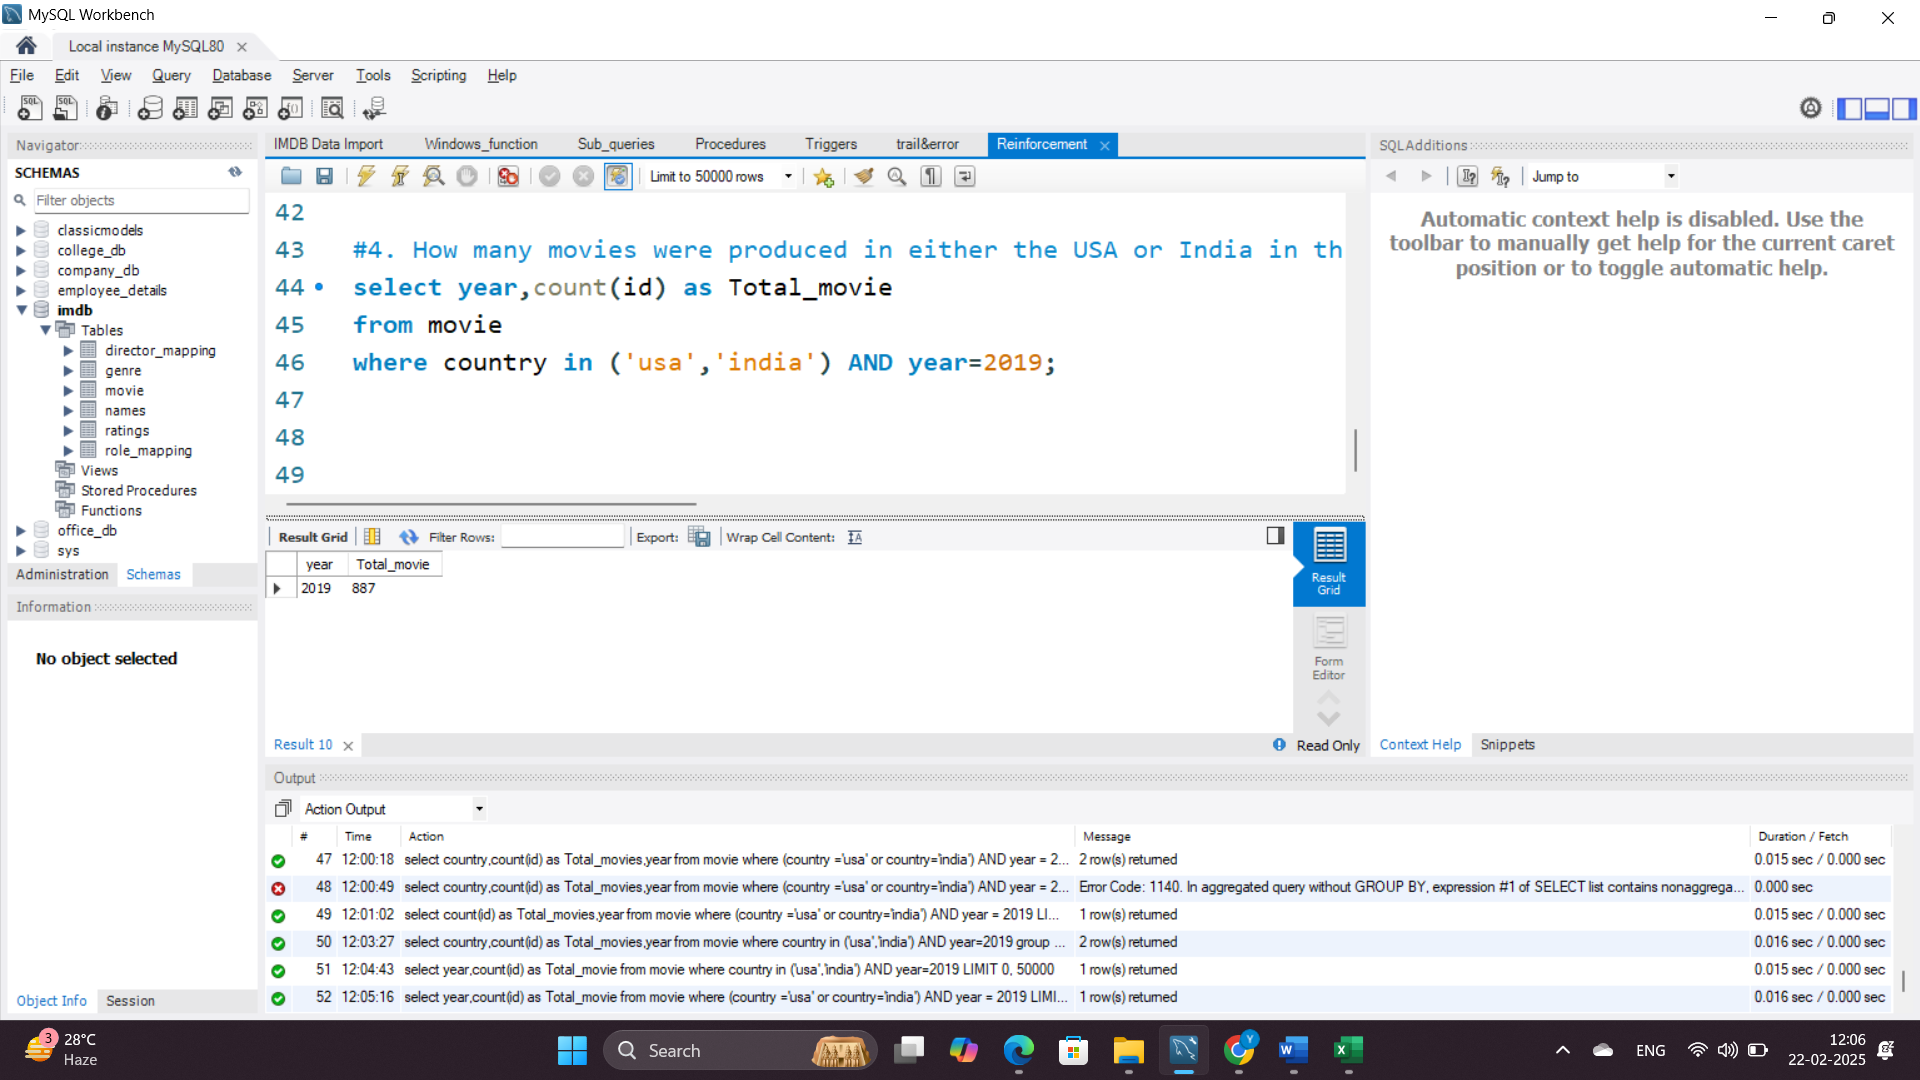 MySQL Workbench
Local instance MySQL80
File Edit View Query Database Server Tools Scripting Help
Navigator
SCHEMAS
Filter objects
classicmodels
college_db
company_db
employee_details
imdb
Tables
director_mapping
genre
movie
names
ratings
role_mapping
Views
Stored Procedures
Functions
office_db
sys
Administration Schemas
Information
No object selected
Object Info Session
IMDB Data Import Windows_function Sub_queries Procedures Triggers trail&error Reinforcement
Limit to 50000 rows
42
43 #4. How many movies were produced in either the USA or India in th
44 select year,count(id) as Total_movie
45 from movie
46 where country in ('usa','india') AND year=2019;
47
48
49
Result Grid Filter Rows: Export: Wrap Cell Content:
year Total_movie
2019 887
Result Grid
Form Editor
Result 10
Read Only
SQLAdditions
Jump to
Automatic context help is disabled. Use the
toolbar to manually get help for the current caret
position or to toggle automatic help.
Context Help Snippets
Output
Action Output
# Time Action Message Duration / Fetch
47 12:00:18 select country,count(id) as Total_movies,year from movie where (country ='usa' or country='india') AND year = 2... 2 row(s) returned 0.015 sec / 0.000 sec
48 12:00:49 select country,count(id) as Total_movies,year from movie where (country ='usa' or country='india') AND year = 2... Error Code: 1140. In aggregated query without GROUP BY, expression #1 of SELECT list contains nonaggrega... 0.000 sec
49 12:01:02 select count(id) as Total_movies,year from movie where (country ='usa' or country='india') AND year = 2019 LI... 1 row(s) returned 0.015 sec / 0.000 sec
50 12:03:27 select country,count(id) as Total_movies,year from movie where country in ('usa','india') AND year=2019 group ... 2 row(s) returned 0.016 sec / 0.000 sec
51 12:04:43 select year,count(id) as Total_movie from movie where country in ('usa','india') AND year=2019 LIMIT 0, 50000 1 row(s) returned 0.015 sec / 0.000 sec
52 12:05:16 select year,count(id) as Total_movie from movie where (country ='usa' or country='india') AND year = 2019 LIMI... 1 row(s) returned 0.016 sec / 0.000 sec
3
28°C
Haze
Search
ENG
12:06
22-02-2025